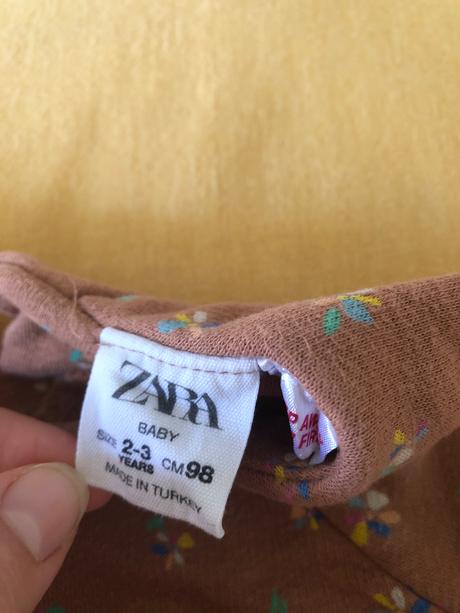 ZARA
BABY
SIZE 2-3 YEARS CM 98
MADE IN TURKEY